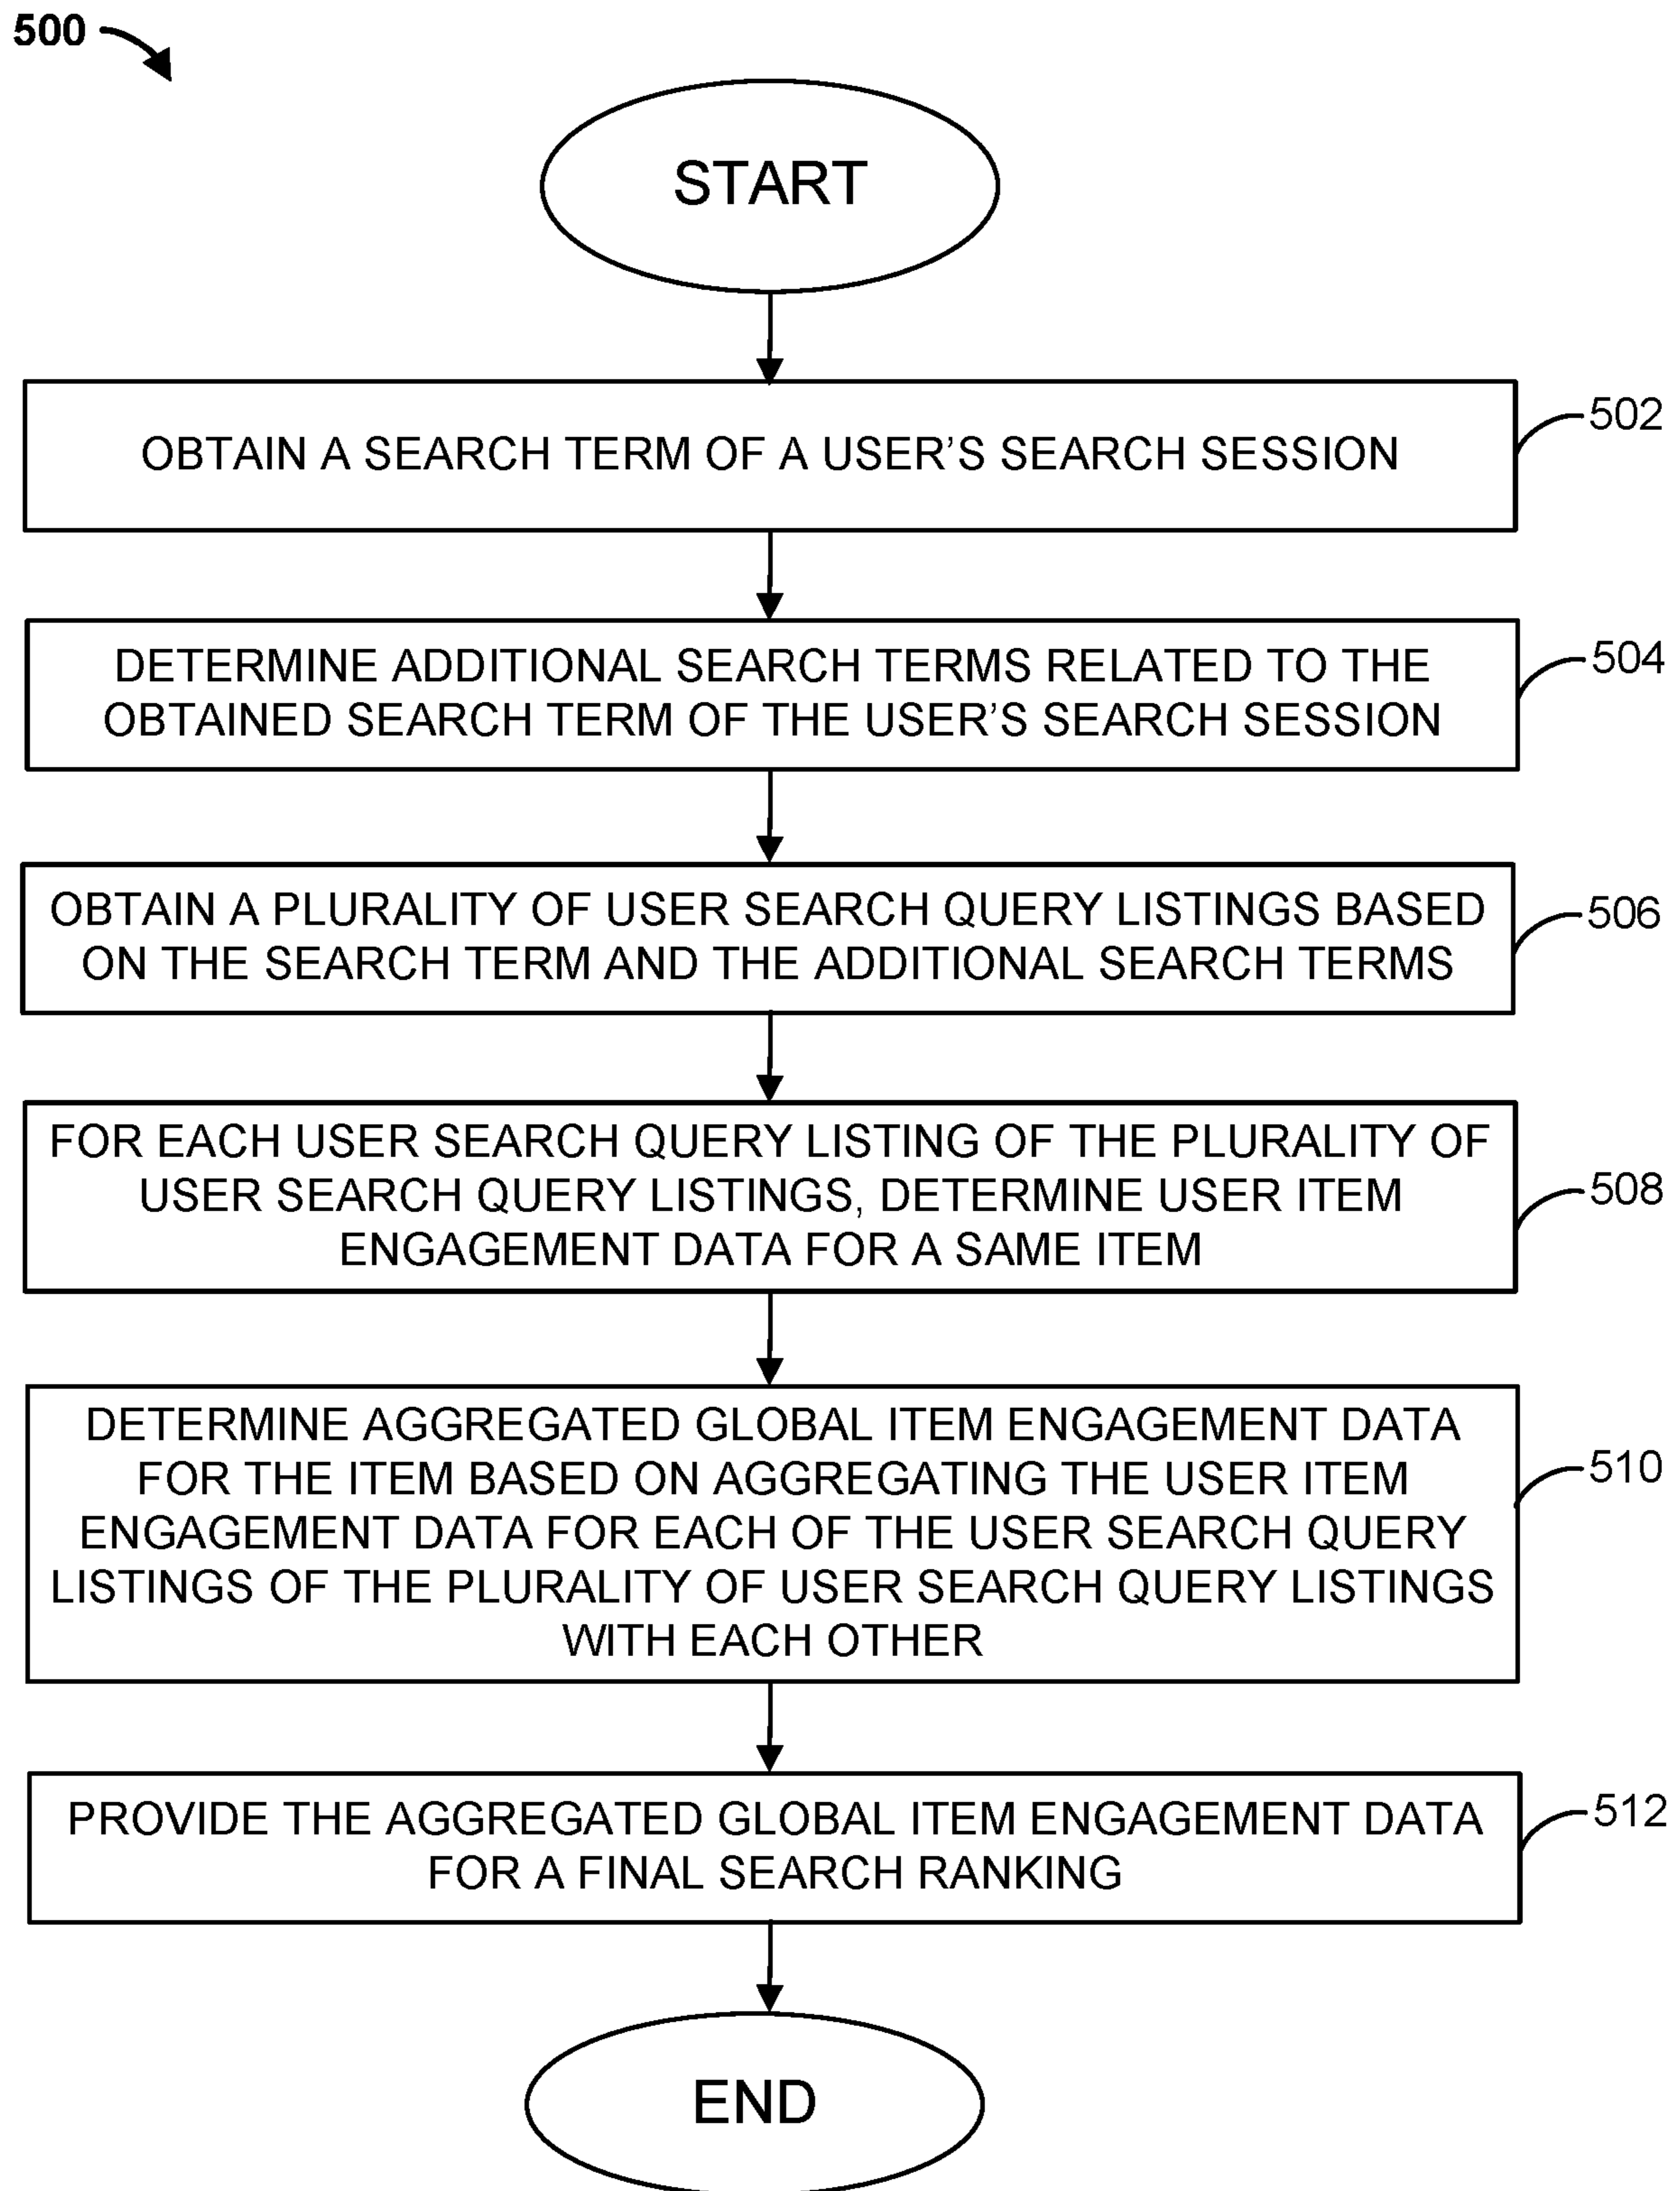 500
START
OBTAIN A SEARCH TERM OF A USER'S SEARCH SESSION
502
DETERMINE ADDITIONAL SEARCH TERMS RELATED TO THE
OBTAINED SEARCH TERM OF THE USER'S SEARCH SESSION
504
OBTAIN A PLURALITY OF USER SEARCH QUERY LISTINGS BASED
ON THE SEARCH TERM AND THE ADDITIONAL SEARCH TERMS
506
FOR EACH USER SEARCH QUERY LISTING OF THE PLURALITY OF
USER SEARCH QUERY LISTINGS, DETERMINE USER ITEM
ENGAGEMENT DATA FOR A SAME ITEM
508
DETERMINE AGGREGATED GLOBAL ITEM ENGAGEMENT DATA
FOR THE ITEM BASED ON AGGREGATING THE USER ITEM
ENGAGEMENT DATA FOR EACH OF THE USER SEARCH QUERY
LISTINGS OF THE PLURALITY OF USER SEARCH QUERY LISTINGS
WITH EACH OTHER
510
PROVIDE THE AGGREGATED GLOBAL ITEM ENGAGEMENT DATA
FOR A FINAL SEARCH RANKING
512
END